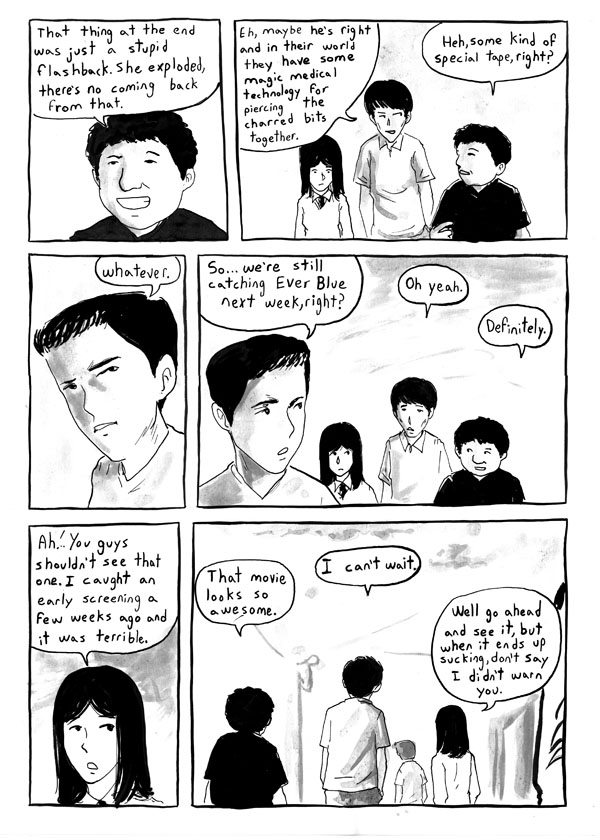 That thing at the end
was just a stupid
flashback. She exploded,
there's no coming back
from that.
Eh, maybe he's right
and in their world
they have some
magic medical
technology for
piercing the
charred bits
together.
Heh, some kind of
special tape, right?
whatever.
So... we're still
catching Ever Blue
next week, right?
Oh yeah.
Definitely.
Ah!! You guys
shouldn't see that
one. I caught an
early screening a
few weeks ago and
it was terrible.
That movie
looks so
awesome.
I can't wait.
Well go ahead
and see it, but
when it ends up
sucking, don't say
I didn't warn
you.